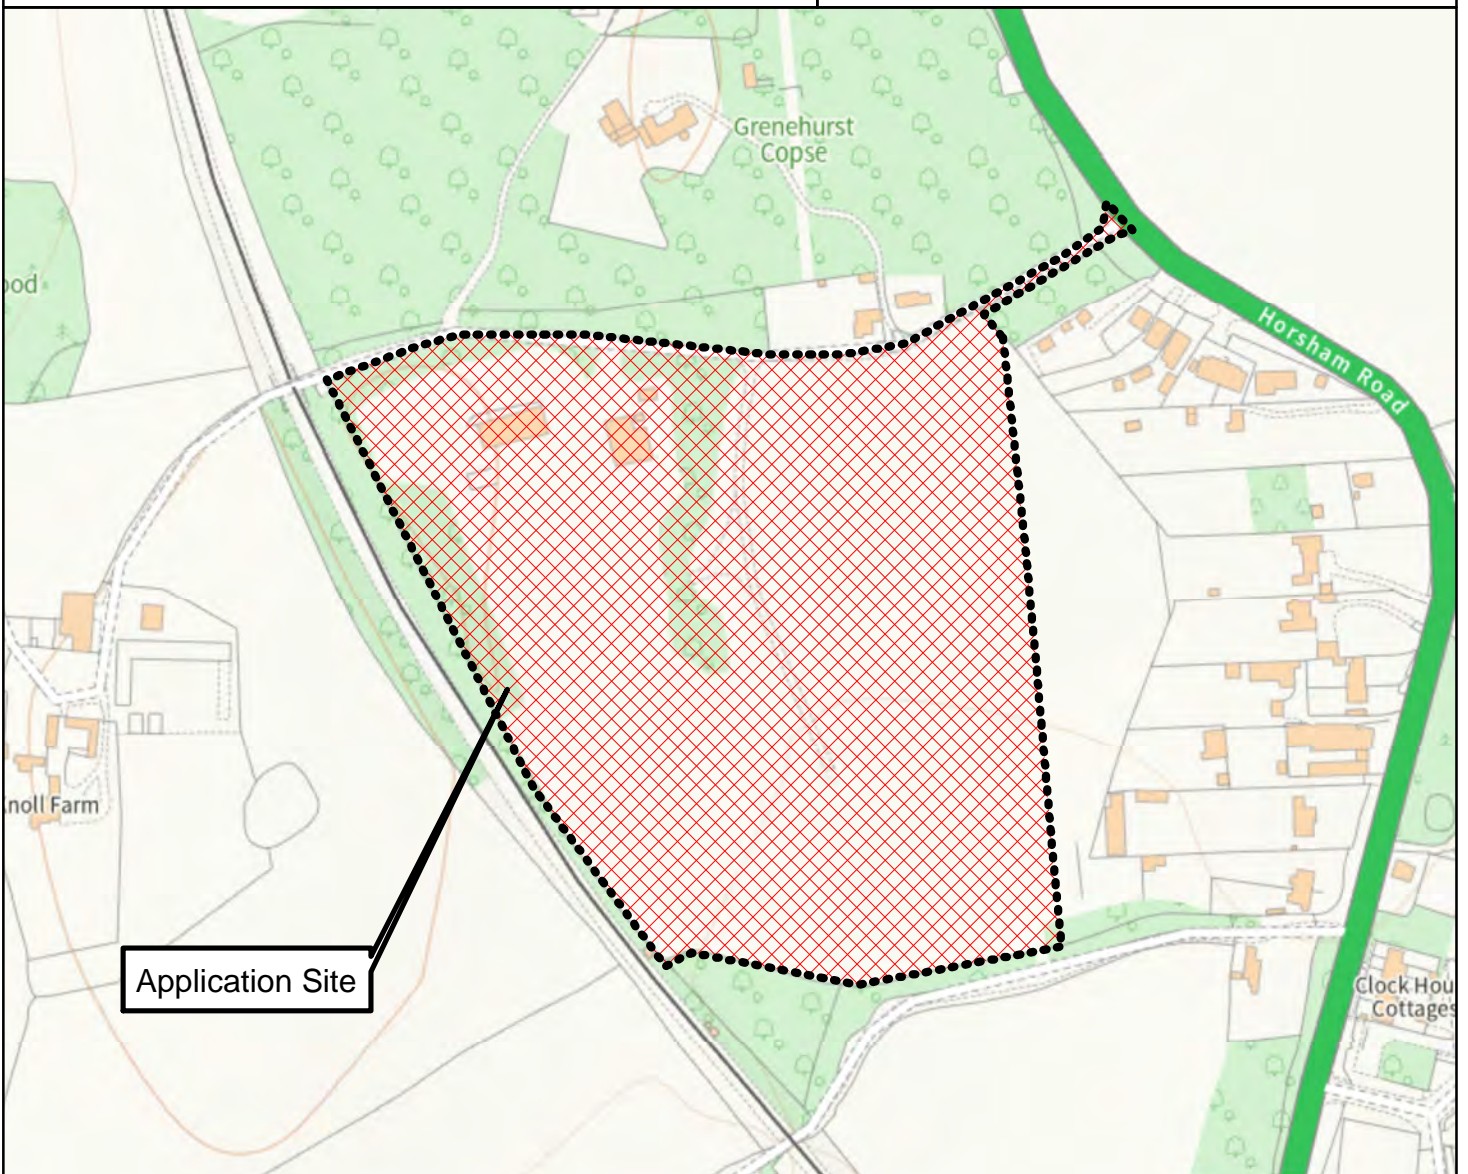 Grenehurst
Copse
Horsham Road
Application Site
Clock Hou
Cottages
noll Farm
ood